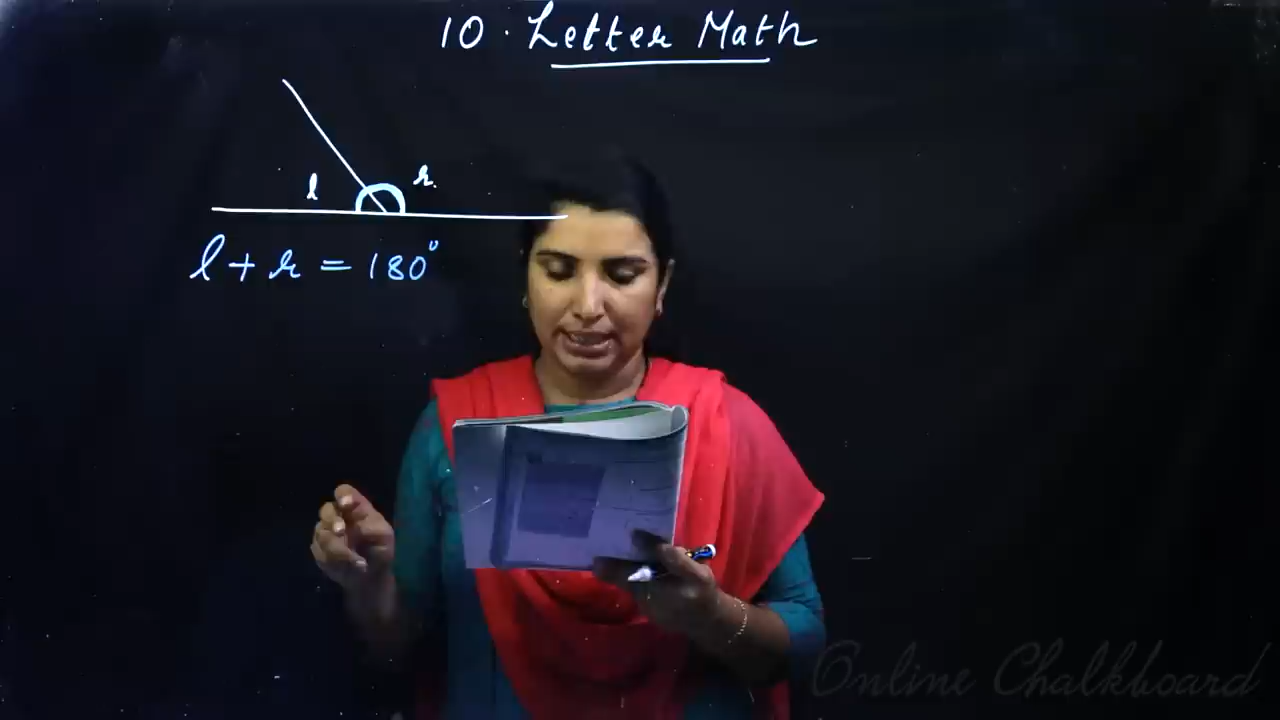 10. Letter Math
l r
l + r = 180°
Online Chalkboard